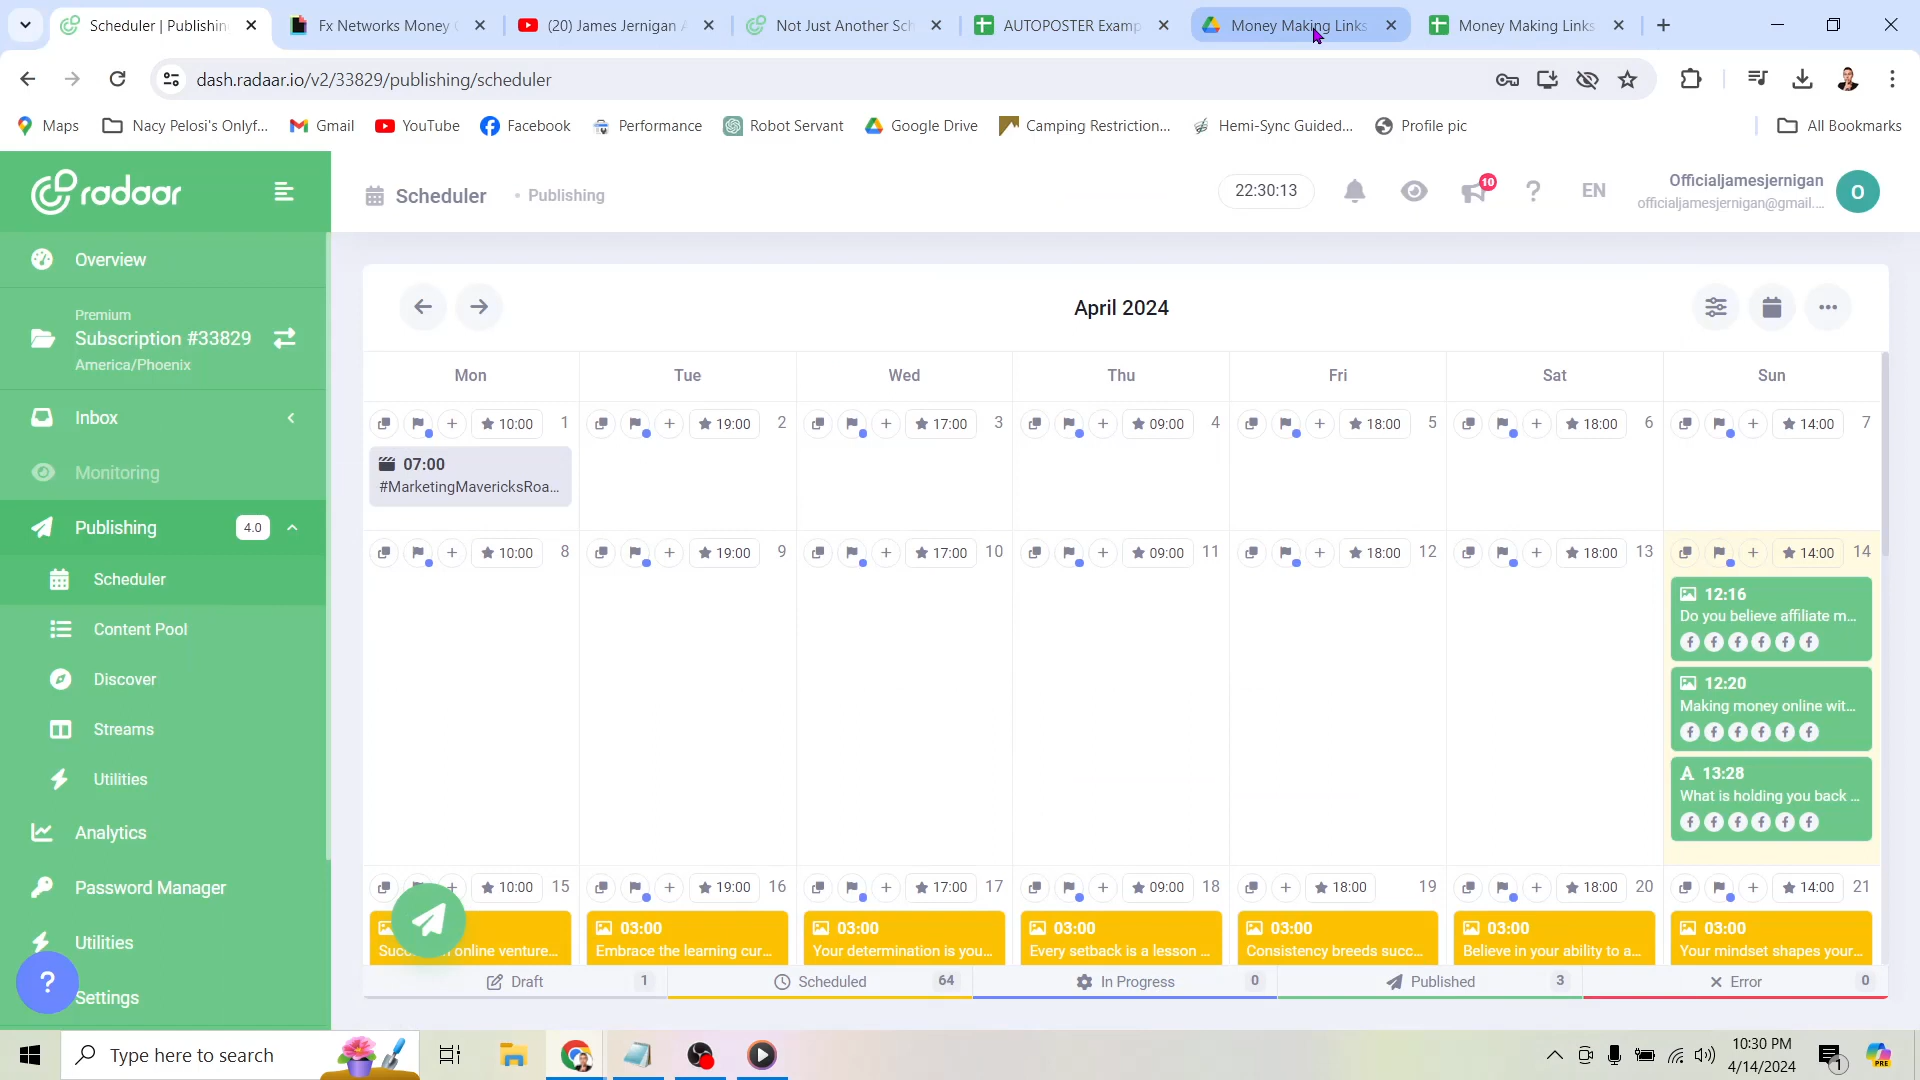 Scheduler | Publishin
Fx Networks Money
(20) James Jernigan
Not Just Another Sch
AUTOPOSTER Examp
Money Making Links
Money Making Links
dash.radaar.io/v2/33829/publishing/scheduler
Maps
Nacy Pelosi's Onlyf...
Gmail
YouTube
Facebook
Performance
Robot Servant
Google Drive
Camping Restriction...
Hemi-Sync Guided...
Profile pic
All Bookmarks
radaar
Scheduler
• Publishing
22:30:13
10
?
EN
Officialjamesjernigan
officialjamesjernigan@gmail....
O
Overview
Premium
Subscription #33829
America/Phoenix
Inbox
Monitoring
Publishing 4.0
Scheduler
Content Pool
Discover
Streams
Utilities
Analytics
Password Manager
Utilities
Settings
?
April 2024
Mon Tue Wed Thu Fri Sat Sun
10:00 1 19:00 2 17:00 3 09:00 4 18:00 5 18:00 6 14:00 7
07:00
#MarketingMavericksRoa...
10:00 8 19:00 9 17:00 10 09:00 11 18:00 12 18:00 13 14:00 14
12:16
Do you believe affiliate m...
12:20
Making money online wit...
A 13:28
What is holding you back ...
10:00 15 19:00 16 17:00 17 09:00 18 18:00 19 18:00 20 14:00 21
03:00 03:00 03:00 03:00 03:00 03:00
online venture... Embrace the learning cur... Your determination is you... Every setback is a lesson ... Consistency breeds succ... Believe in your ability to a... Your mindset shapes your...
Draft 1
Scheduled 64
In Progress 0
Published 3
Error 0
Type here to search
10:30 PM
4/14/2024
1
PRE